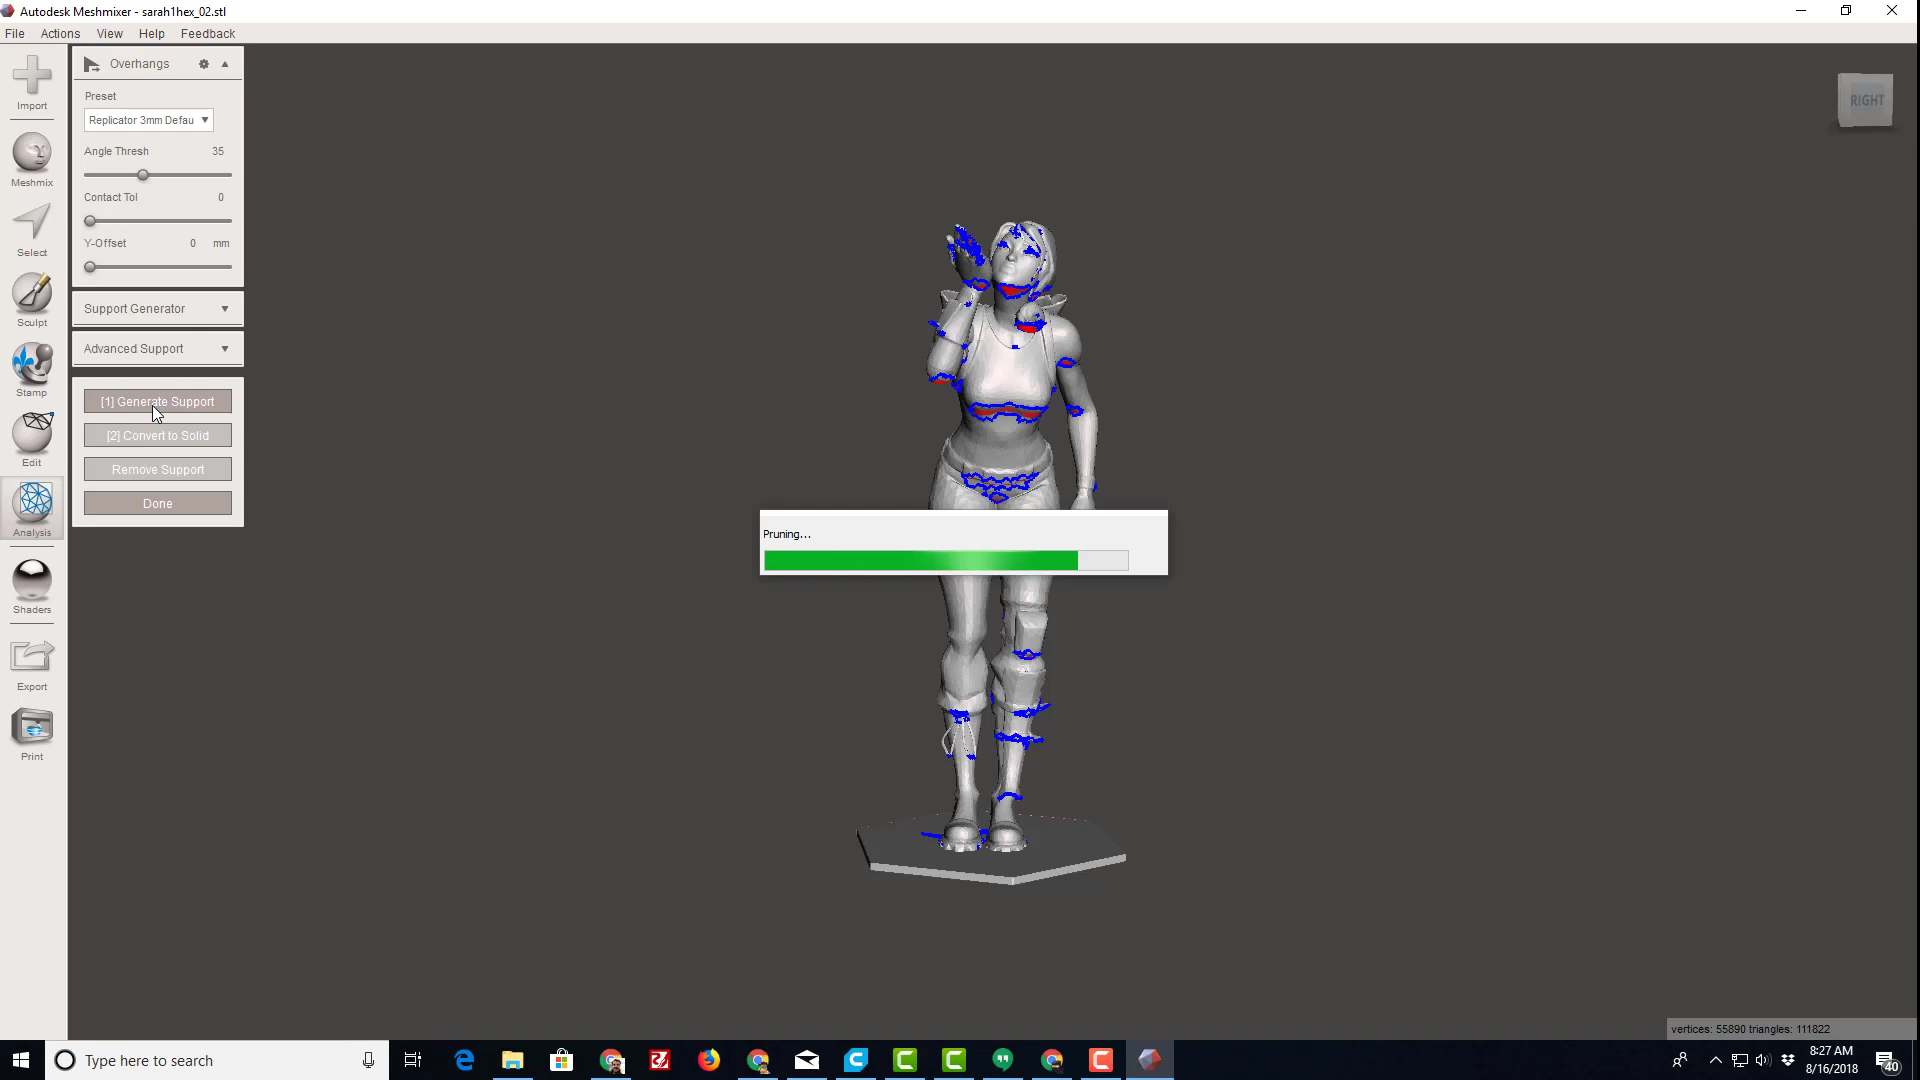 Autodesk Meshmixer - sarah1hex_02.stl
File Actions View Help Feedback
Import
Meshmix
Select
Sculpt
Stamp
Edit
Analysis
Shaders
Export
Print
Overhangs
Preset
Replicator 3mm Defau
Angle Thresh 35
Contact Tol 0
Y-Offset 0 mm
Support Generator
Advanced Support
[1] Generate Support
[2] Convert to Solid
Remove Support
Done
RIGHT
Pruning...
vertices: 55890 triangles: 111822
Type here to search
8:27 AM
8/16/2018
40